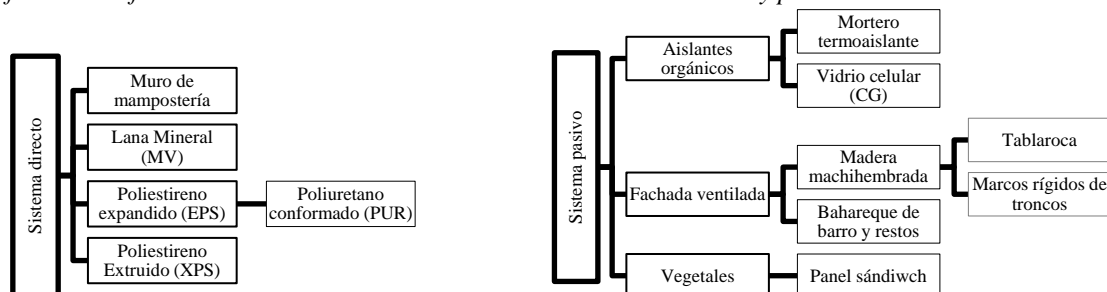 Sistema directo
Muro de
mampostería
Lana Mineral
(MV)
Poliestireno
expandido (EPS)
Poliuretano
conformado (PUR)
Poliestireno
Extruido (XPS)
Sistema pasivo
Aislantes
orgánicos
Mortero
termoaislante
Vidrio celular
(CG)
Fachada ventilada
Madera
machihembrada
Tablaroca
Marcos rígidos de
troncos
Bahareque de
barro y restos
Vegetales
Panel sándiwch